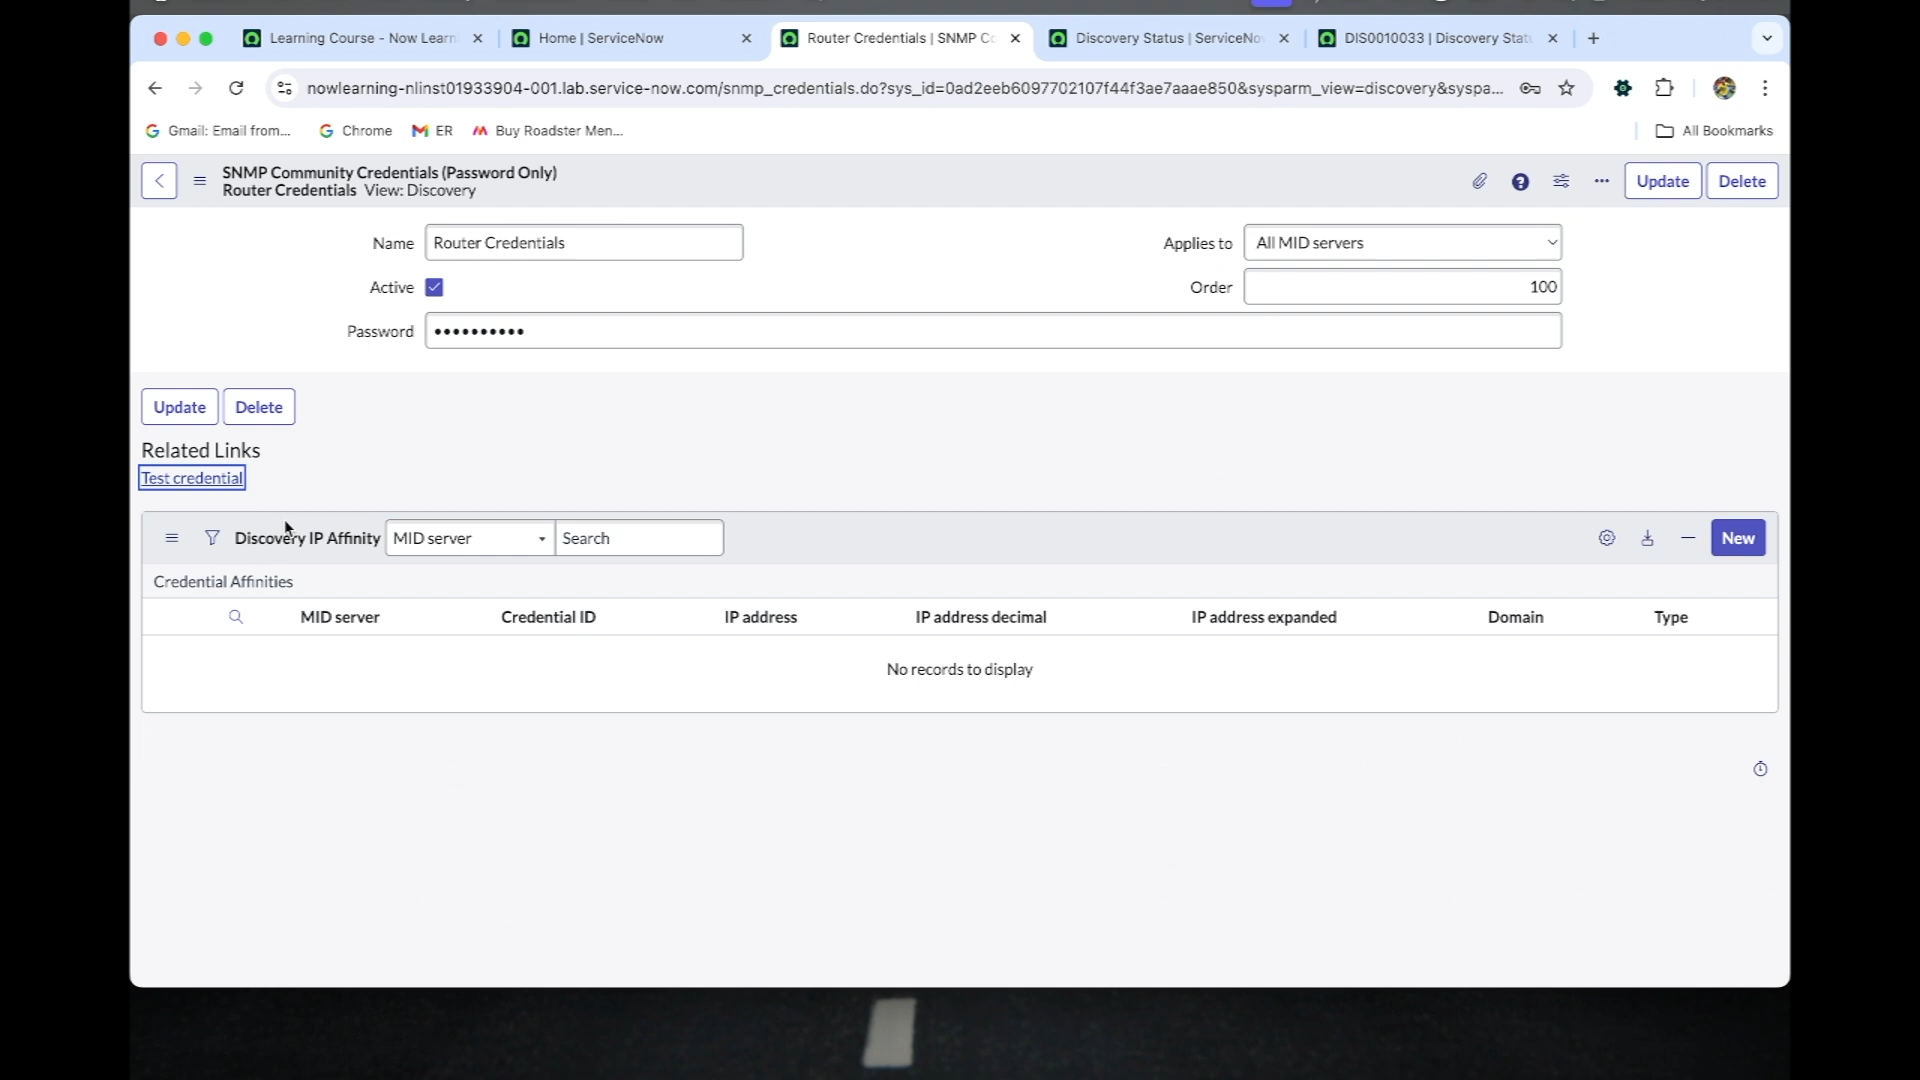 Learning Course - Now Learn
Home | ServiceNow
Router Credentials | SNMP Co
Discovery Status | ServiceNo
DIS0010033 | Discovery Stat
nowlearning-nlinst01933904-001.lab.service-now.com/snmp_credentials.do?sys_id=0ad2eeb6097702107f44f3ae7aaae850&sysparm_view=discovery&syspa...
Gmail: Email from...
Chrome
ER
Buy Roadster Men...
All Bookmarks
SNMP Community Credentials (Password Only)
Router Credentials View: Discovery
Update
Delete
Name
Router Credentials
Applies to
All MID servers
Active
Order
100
Password
••••••••••
Update
Delete
Related Links
Test credential
Discovery IP Affinity
MID server
Search
New
Credential Affinities
MID server
Credential ID
IP address
IP address decimal
IP address expanded
Domain
Type
No records to display